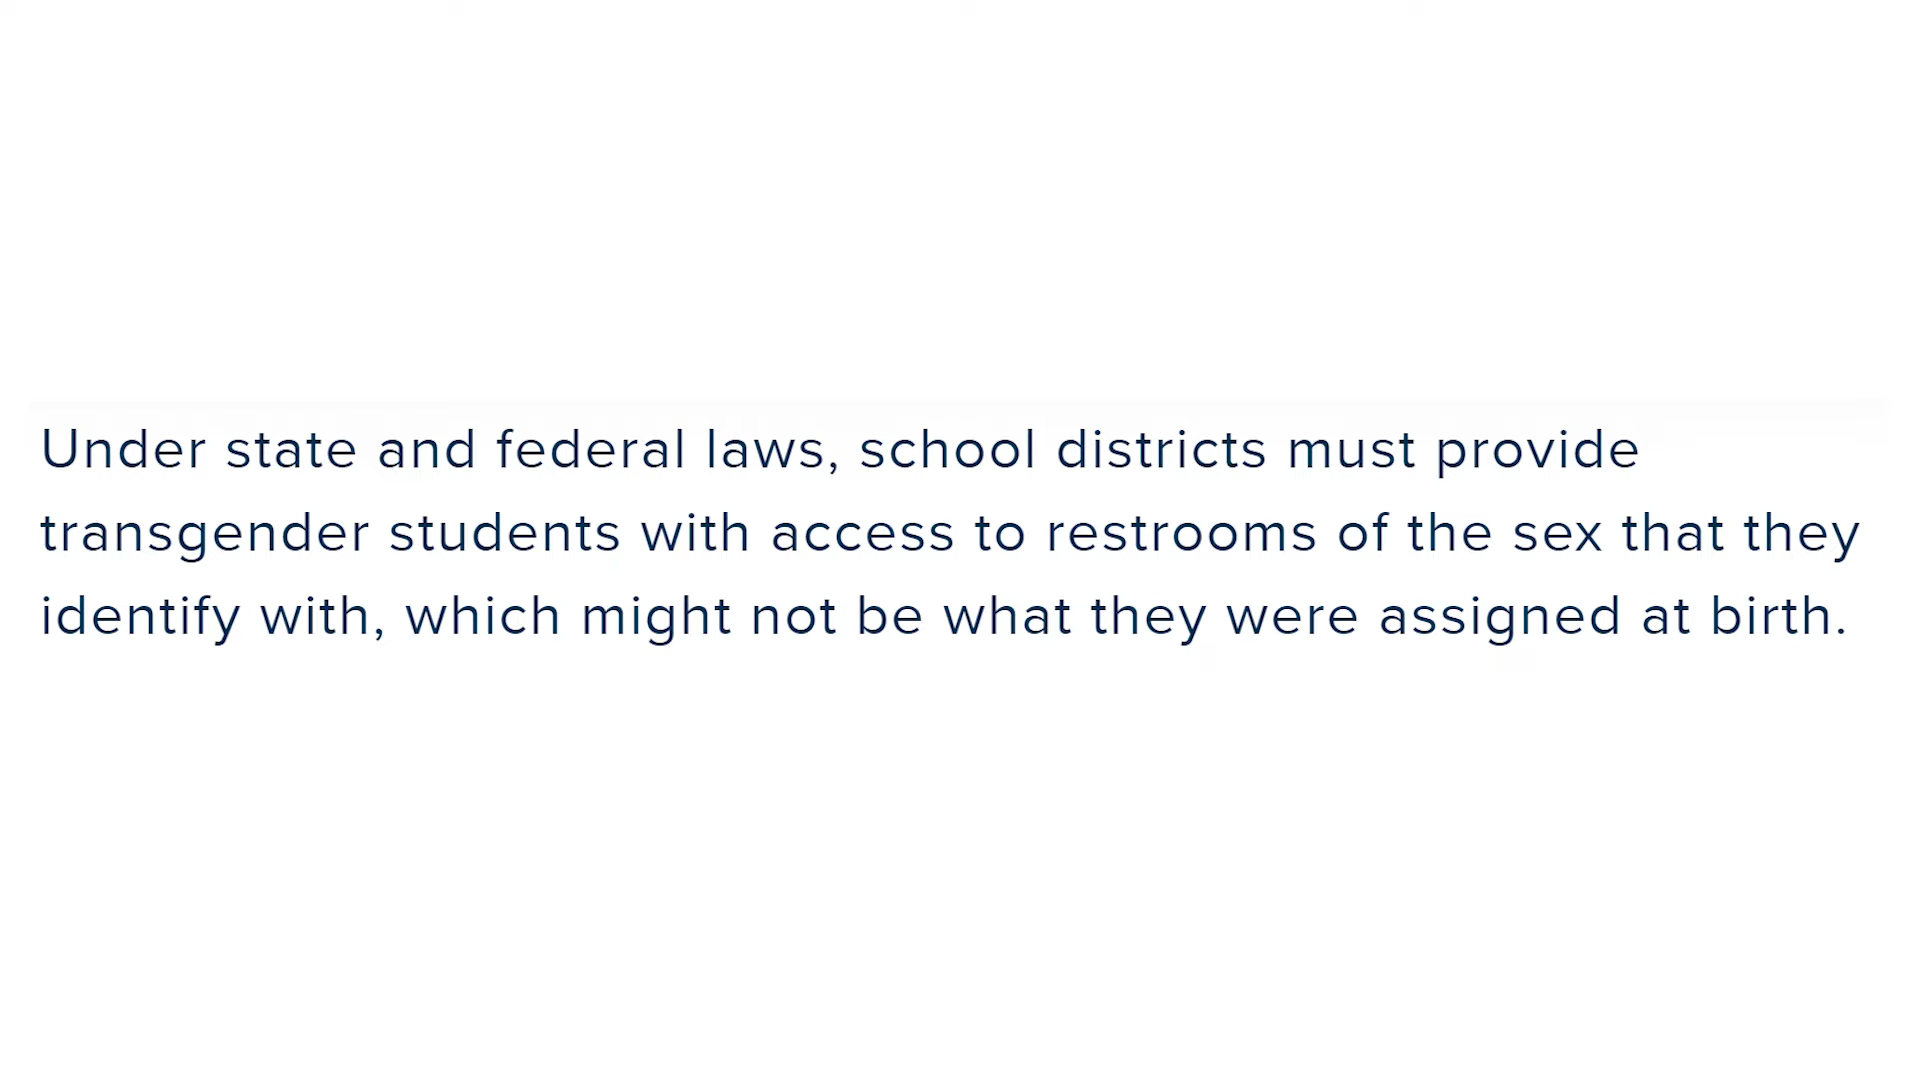 Under state and federal laws, school districts must provide
transgender students with access to restrooms of the sex that they
identify with, which might not be what they were assigned at birth.